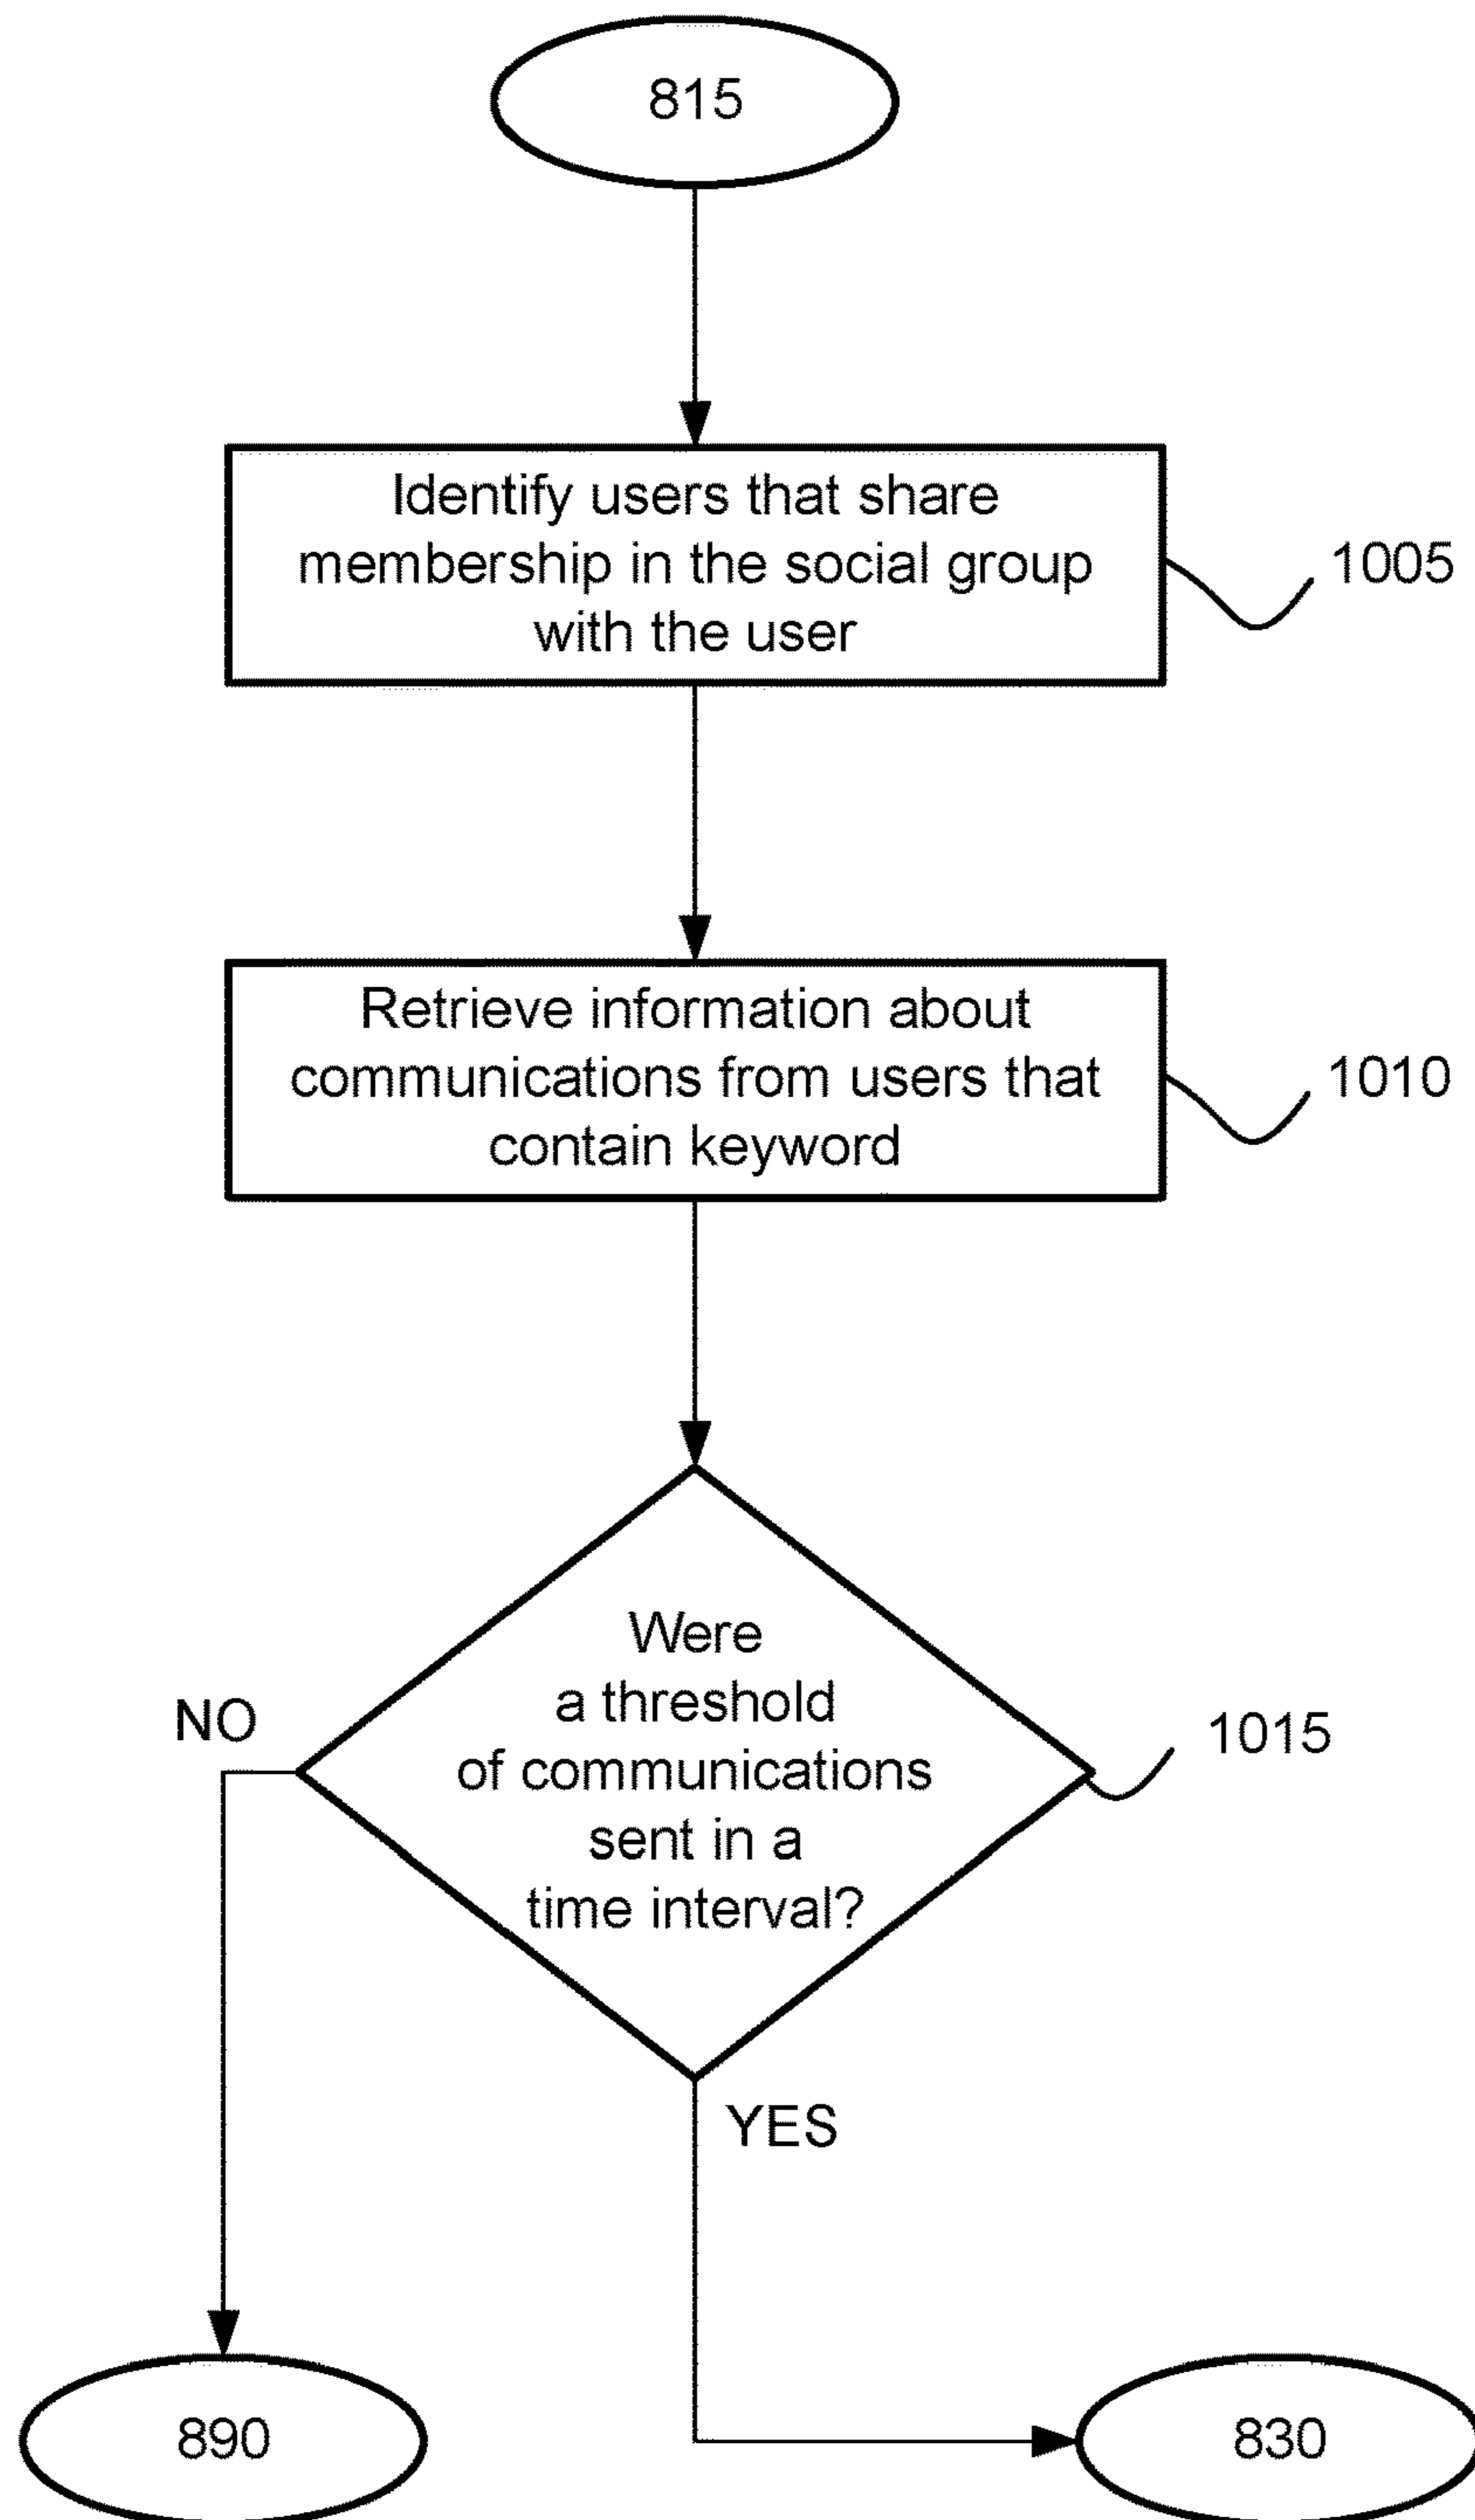 815
Identify users that share
membership in the social group
with the user
1005
Retrieve information about
communications from users that
contain keyword
1010
Were
a threshold
of communications
sent in a
time interval?
NO
1015
YES
890
830